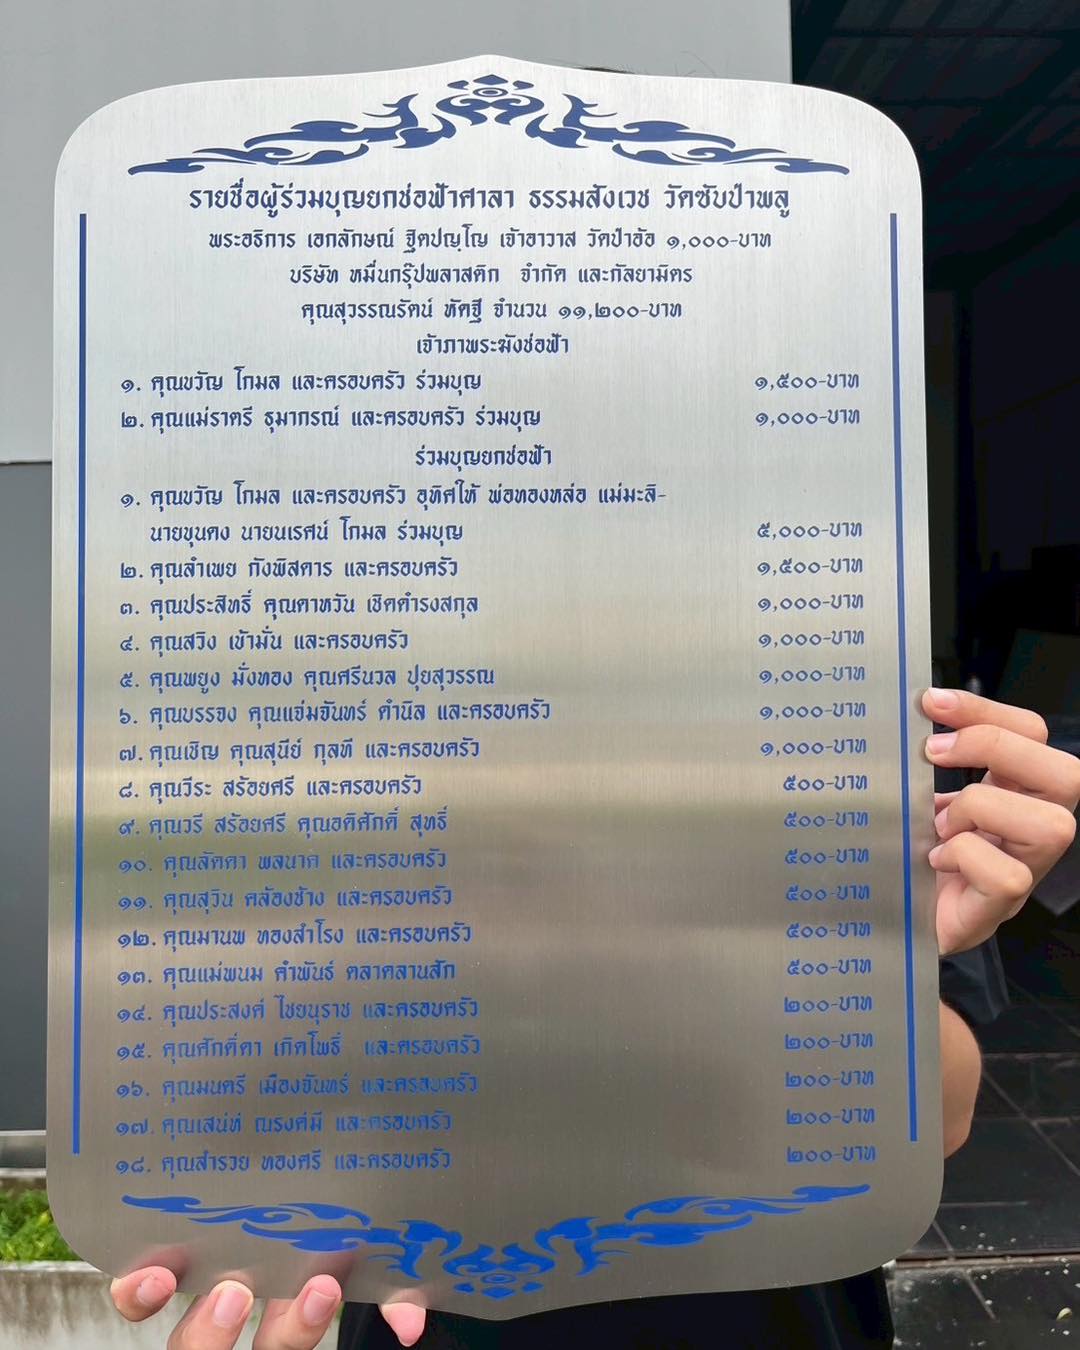 รายชื่อผู้ร่วมบุญยกช่อฟ้าศาลา ธรรมสังเวช วัดซับป่าพลู
พระอธิการ เอกลักษณ์ ฐิตปญฺโญ เจ้าอาวาส วัดป่าอ้อ ๑,๐๐๐-บาท
บริษัท หมื่นกรุ๊ปพลาสติก จำกัด และกัลยามิตร
คุณสุวรรณรัตน์ หัดฐี จำนวน ๑๑,๒๐๐-บาท
เจ้าภาพระฆังช่อฟ้า
๑. คุณขวัญ โกมล และครอบครัว ร่วมบุญ ๑,๕๐๐-บาท
๒. คุณแม่ราตรี ธุมากรณ์ และครอบครัว ร่วมบุญ ๑,๐๐๐-บาท
ร่วมบุญยกช่อฟ้า
๑. คุณขวัญ โกมล และครอบครัว อุทิศให้ พ่อทองหล่อ แม่มะลิ-
นายขุนคง นายนเรศน์ โกมล ร่วมบุญ ๕,๐๐๐-บาท
๒. คุณลำเพย กังพิสดาร และครอบครัว ๑,๕๐๐-บาท
๓. คุณประสิทธิ์ คุณดาหวัน เชิดดำรงสกุล ๑,๐๐๐-บาท
๔. คุณสวิง เข้ามั่น และครอบครัว ๑,๐๐๐-บาท
๕. คุณพยูง มั่งทอง คุณศรีนวล ปุยสุวรรณ ๑,๐๐๐-บาท
๖. คุณบรรจง คุณแจ่มจันทร์ ดำนิล และครอบครัว ๑,๐๐๐-บาท
๗. คุณเชิญ คุณสุนีย์ กุลที และครอบครัว ๑,๐๐๐-บาท
๘. คุณวีระ สร้อยศรี และครอบครัว ๕๐๐-บาท
๙. คุณวรี สร้อยศรี คุณอดิศักดิ์ สุทธิ์ ๕๐๐-บาท
๑๐. คุณลัดดา พลนาค และครอบครัว ๕๐๐-บาท
๑๑. คุณสุวิน คล้องช้าง และครอบครัว ๕๐๐-บาท
๑๒. คุณมานพ ทองสำโรง และครอบครัว ๕๐๐-บาท
๑๓. คุณแม่พนม คำพันธ์ ตลาดลานสัก ๕๐๐-บาท
๑๔. คุณประสงค์ ไชยนุราช และครอบครัว ๒๐๐-บาท
๑๕. คุณศักดิ์ดา เกิดโพธิ์ และครอบครัว ๒๐๐-บาท
๑๖. คุณมนตรี เมืองจันทร์ และครอบครัว ๒๐๐-บาท
๑๗. คุณเสน่ห์ ณรงค์มี และครอบครัว ๒๐๐-บาท
๑๘. คุณสำรวย ทองศรี และครอบครัว ๒๐๐-บาท